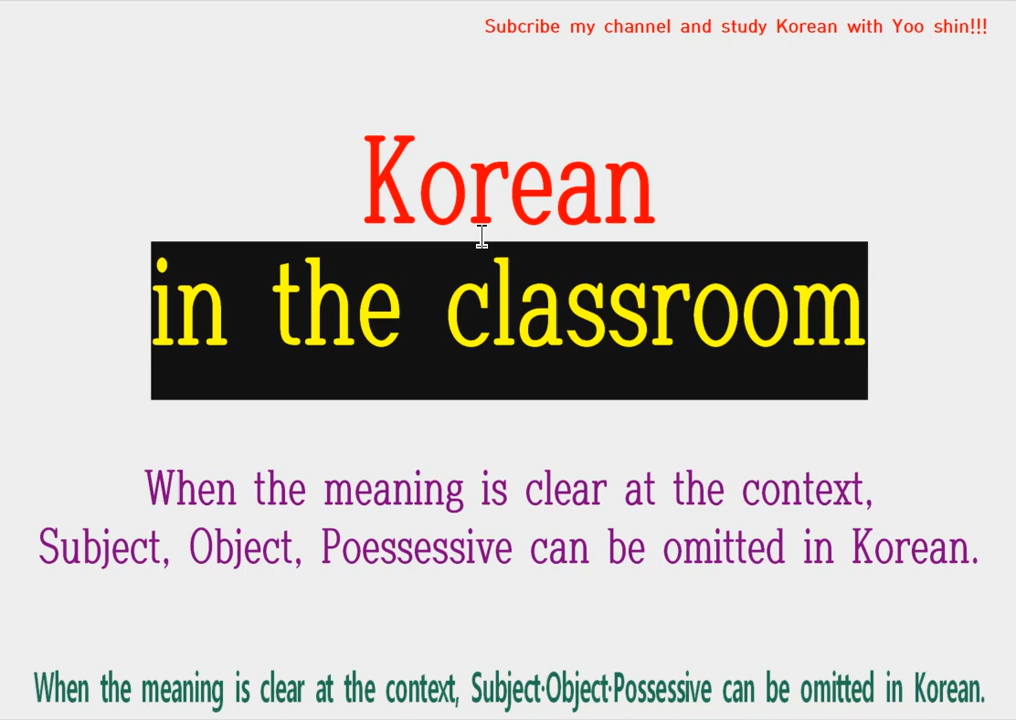 Subcribe my channel and study Korean with Yoo shin!!!
Korean
in the classroom
When the meaning is clear at the context,
Subject, Object, Poessessive can be omitted in Korean.
When the meaning is clear at the context, Subject·Object·Possessive can be omitted in Korean.